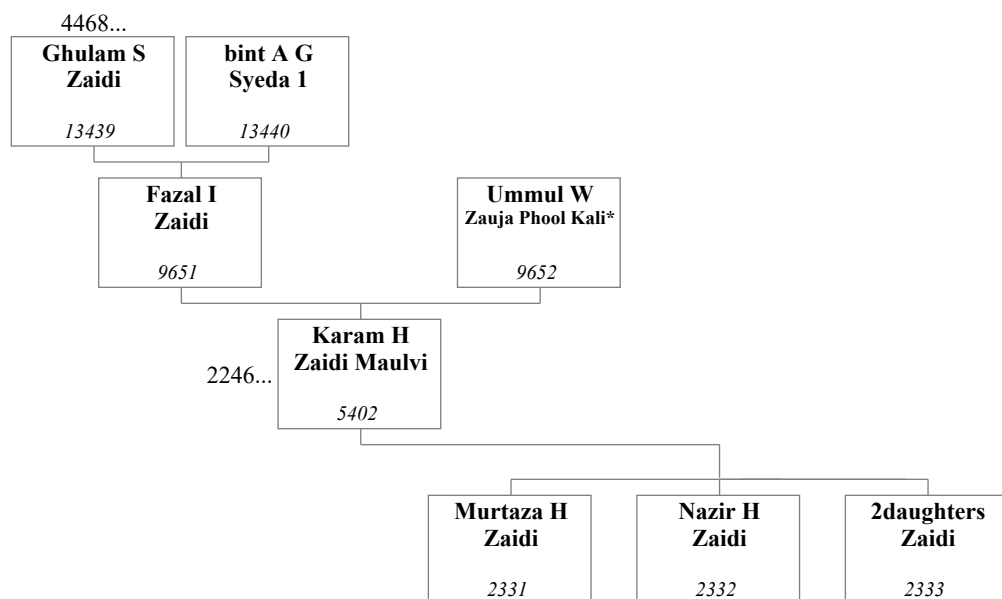 4468...
Ghulam S
Zaidi
13439
bint A G
Syeda 1
13440
Fazal I
Zaidi
9651
Ummul W
Zauja Phool Kali*
9652
2246...
Karam H
Zaidi Maulvi
5402
Murtaza H
Zaidi
2331
Nazir H
Zaidi
2332
2daughters
Zaidi
2333